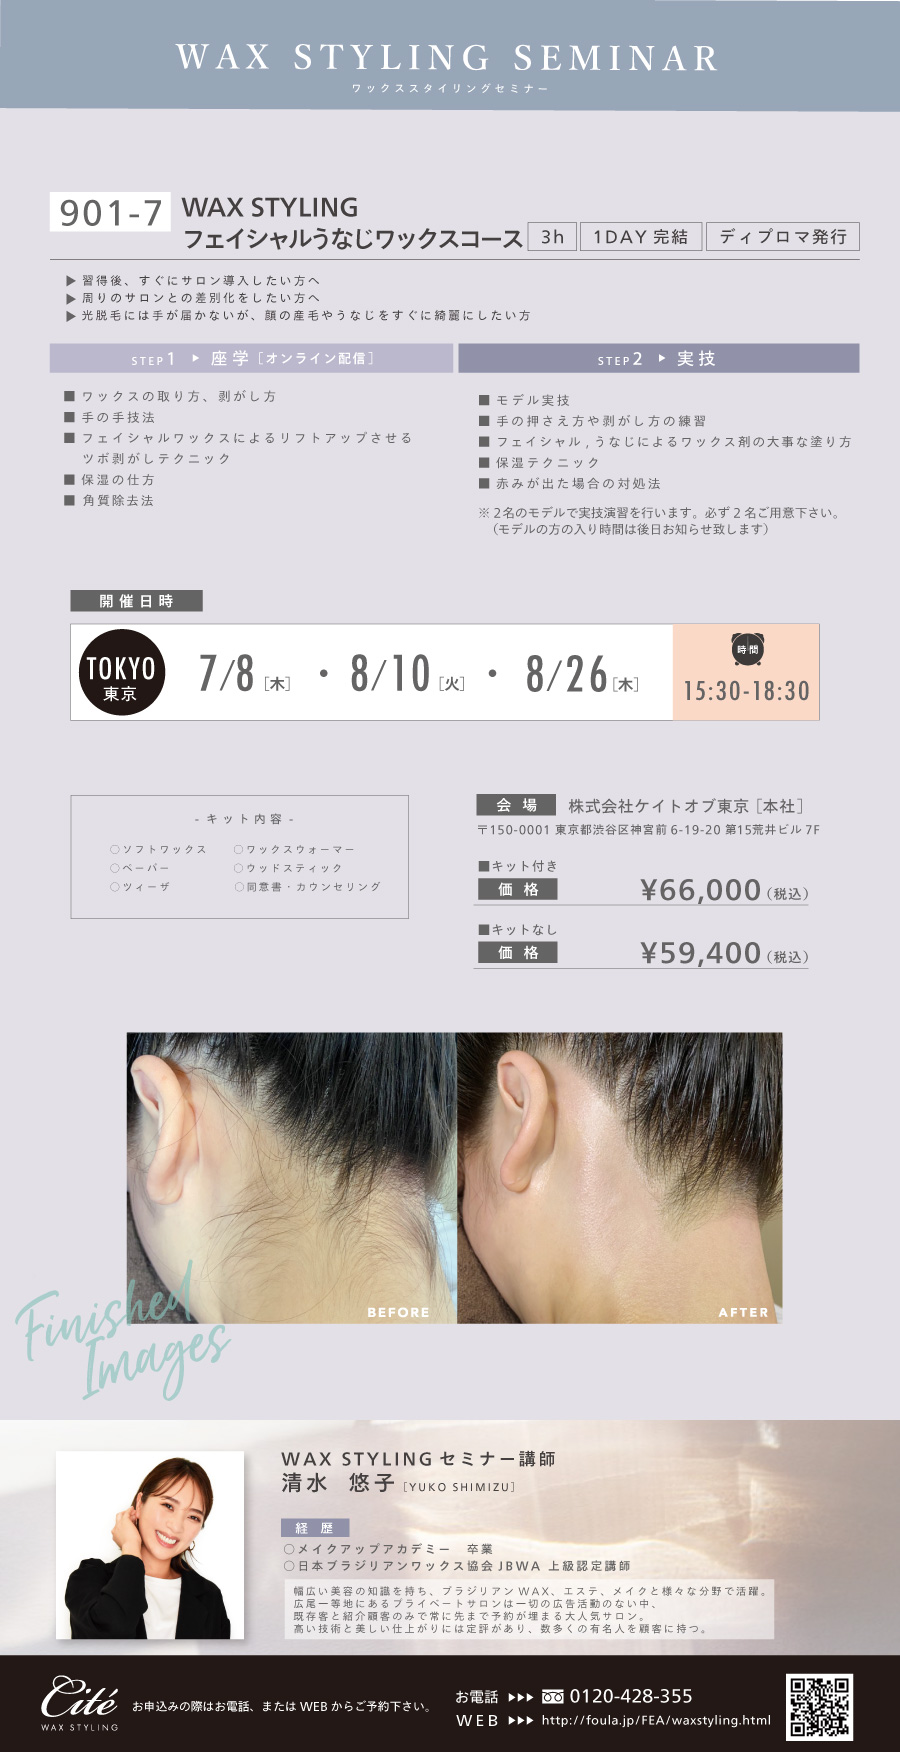 WAX STYLING SEMINAR
ワックススタイリングセミナー
901-7
WAX STYLING
フェイシャルうなじワックスコース
3h
1DAY 完結
ディプロマ発行
▶ 習得後、すぐにサロン導入したい方へ
▶ 周りのサロンとの差別化をしたい方へ
▶ 光脱毛には手が届かないが、顔の産毛やうなじをすぐに綺麗にしたい方
STEP1 ▶ 座学［オンライン配信］
■ ワックスの取り方、剥がし方
■ 手の手技法
■ フェイシャルワックスによるリフトアップさせる
ツボ剥がしテクニック
■ 保湿の仕方
■ 角質除去法
STEP2 ▶ 実技
■ モデル実技
■ 手の押さえ方や剥がし方の練習
■ フェイシャル , うなじによるワックス剤の大事な塗り方
■ 保湿テクニック
■ 赤みが出た場合の対処法
※ 2名のモデルで実技演習を行います。必ず 2 名ご用意下さい。
（モデルの方の入り時間は後日お知らせ致します）
開催日時
TOKYO
東京
7/8［木］・8/10［火］・8/26［木］
時間
15:30-18:30
- キット内容 -
○ソフトワックス ○ワックスウォーマー
○ペーパー ○ウッドスティック
○ツィーザ ○同意書・カウンセリング
会 場 株式会社ケイトオブ東京［本社］
〒150-0001 東京都渋谷区神宮前 6-19-20 第15荒井ビル 7F
■キット付き
価 格 ¥66,000（税込）
■キットなし
価 格 ¥59,400（税込）
BEFORE
AFTER
Finished
Images
WAX STYLING セミナー講師
清水 悠子［YUKO SHIMIZU］
経 歴
○メイクアップアカデミー 卒業
○日本ブラジリアンワックス協会 JBWA 上級認定講師
幅広い美容の知識を持ち、ブラジリアン WAX、エステ、メイクと様々な分野で活躍。
広尾一等地にあるプライベートサロンは一切の広告活動のない中、
既存客と紹介顧客のみで常に先まで予約が埋まる大人気サロン。
高い技術と美しい仕上がりには定評があり、数多くの有名人を顧客に持つ。
Cité
WAX STYLING
お申込みの際はお電話、または WEB からご予約下さい。
お電話 ▶▶▶ 0120-428-355
WEB ▶▶▶ http://foula.jp/FEA/waxstyling.html